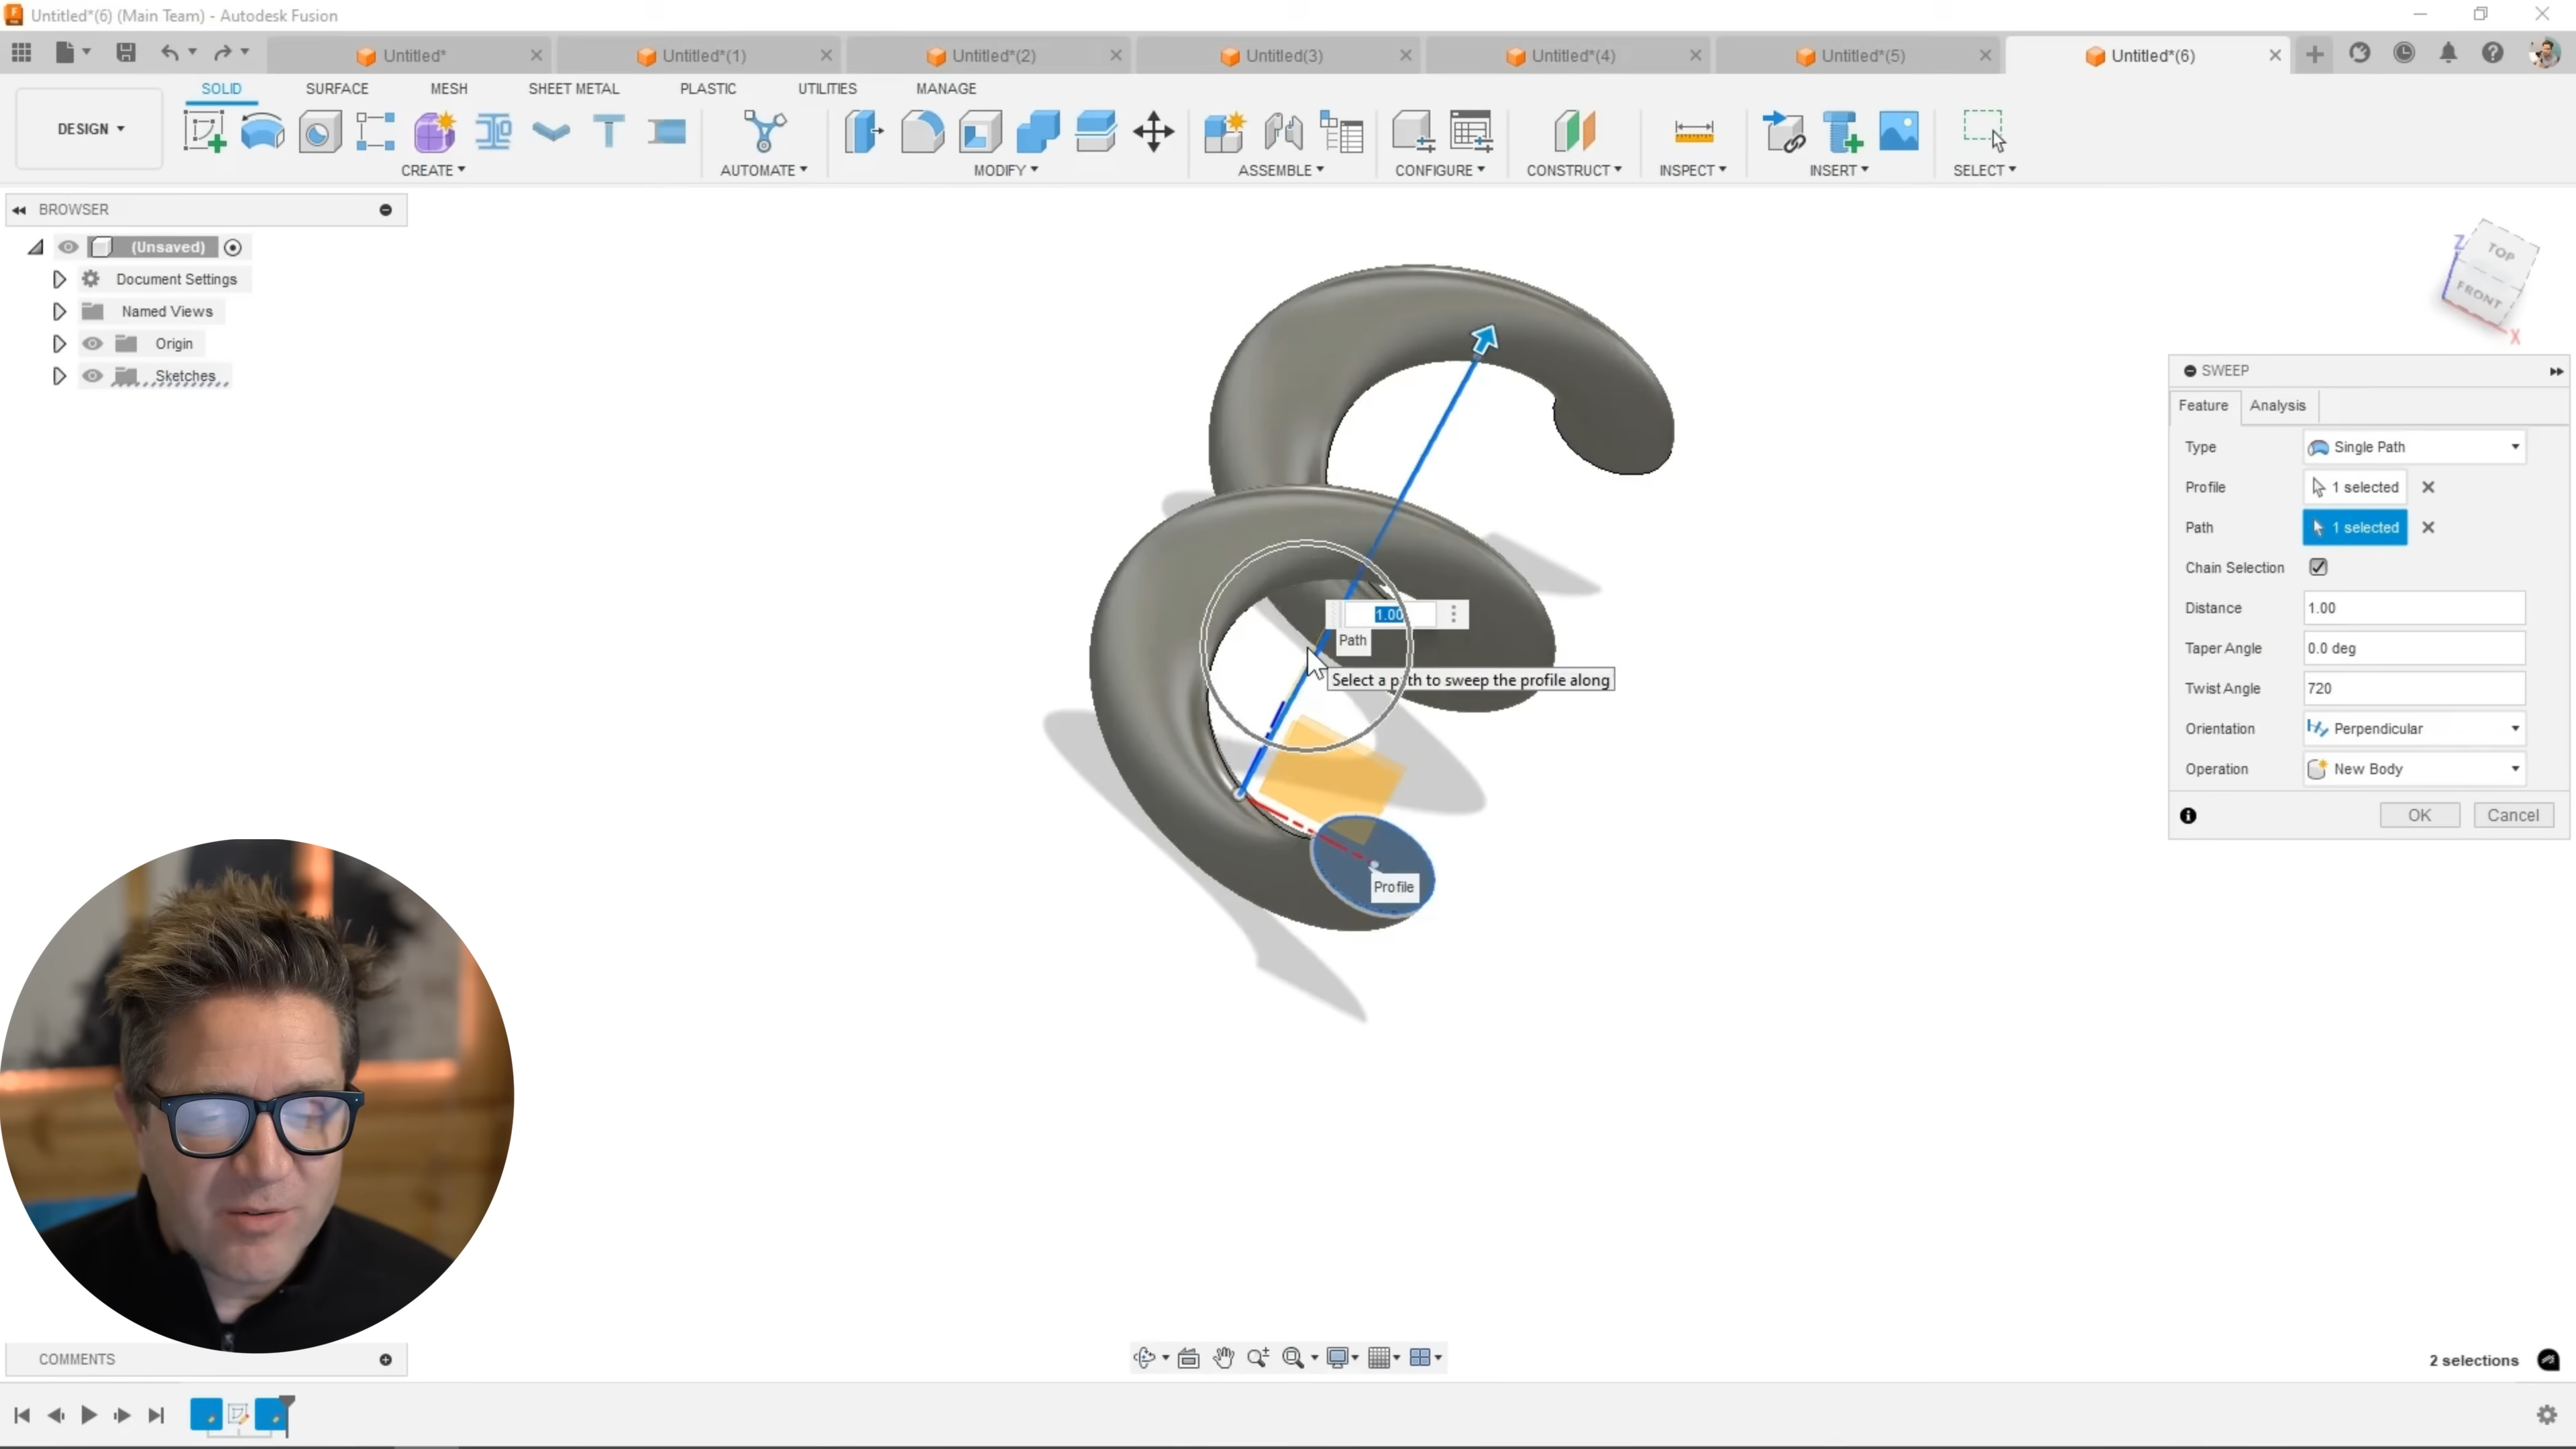 Untitled*(6) (Main Team) - Autodesk Fusion
Untitled*
Untitled*(1)
Untitled*(2)
Untitled(3)
Untitled*(4)
Untitled*(5)
Untitled*(6)
SOLID
SURFACE
MESH
SHEET METAL
PLASTIC
UTILITIES
MANAGE
DESIGN
CREATE
AUTOMATE
MODIFY
ASSEMBLE
CONFIGURE
CONSTRUCT
INSPECT
INSERT
SELECT
BROWSER
(Unsaved)
Document Settings
Named Views
Origin
Sketches
Z
TOP
FRONT
X
SWEEP
Feature
Analysis
Type
Single Path
Profile
1 selected
Path
1 selected
Chain Selection
Distance
1.00
Taper Angle
0.0 deg
Twist Angle
720
Orientation
Perpendicular
Operation
New Body
OK
Cancel
1.00
Path
Select a path to sweep the profile along
Profile
COMMENTS
2 selections